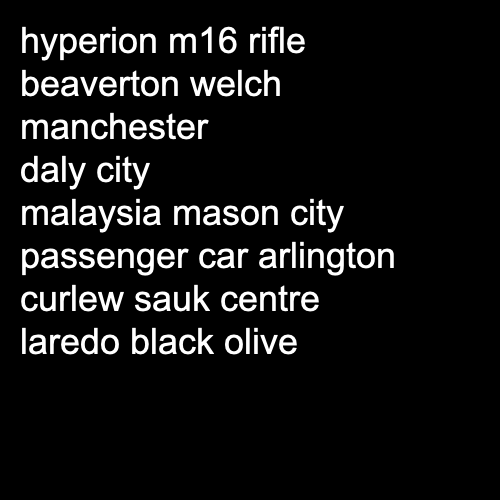 hyperion m16 rifle
beaverton welch
manchester
daly city
malaysia mason city
passenger car arlington
curlew sauk centre
laredo black olive